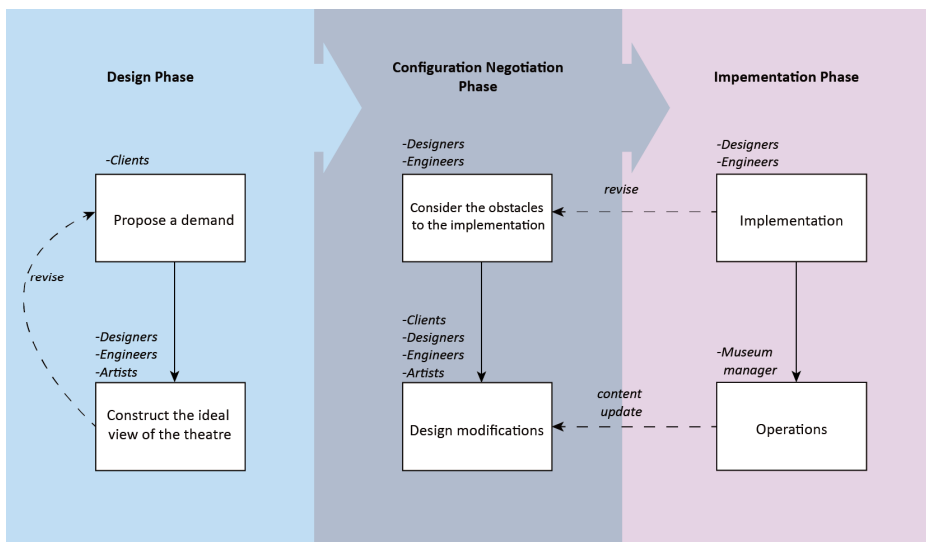 Design Phase
-Clients
Propose a demand
revise
-Designers
-Engineers
-Artists
Construct the ideal
view of the theatre
Configuration Negotiation
Phase
-Designers
-Engineers
Consider the obstacles
to the implementation
-Clients
-Designers
-Engineers
-Artists
Design modifications
Impementation Phase
-Designers
-Engineers
revise
Implementation
-Museum
manager
content
update
Operations